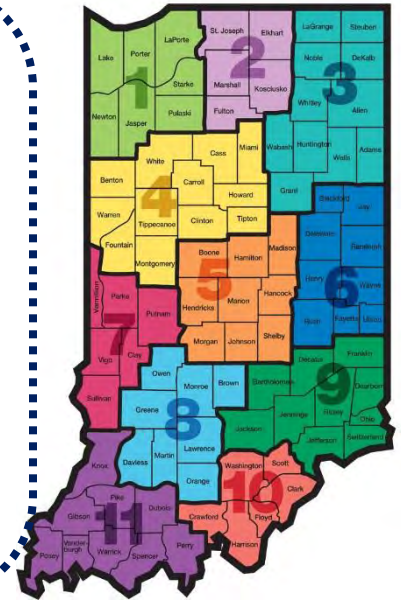 LaGrange Steuben
St. Joseph Elkhart
LaPorte
Lake Porter
1
2
Noble DeKalb
3
Starke
Marshall Kosciusko
Whitley
Allen
Newton Jasper
Pulaski
Fulton
Wabash Huntington
Wells Adams
Miami
Cass
White
Carroll
4
Benton
Grant
Howard
Warren
Tippecanoe
Clinton Tipton
Blackford Jay
Fountain
Montgomery
Boone Hamilton Madison
5
Delaware
Randolph
Henry
6
Wayne
Vermillion
Parke
Putnam
Hendricks Marion Hancock
Rush Fayette Union
7
Vigo Clay
Morgan Johnson Shelby
Owen
Monroe Brown
Decatur Franklin
Bartholomew
9
Dearborn
Sullivan
Greene
8
Jennings Ripley
Ohio
Lawrence
Jackson
Jefferson Switzerland
Knox
Daviess Martin
Orange
Washington Scott
10
Clark
Pike
Dubois
Gibson
11
Crawford
Floyd
Harrison
Posey
Vander-
burgh
Warrick Spencer Perry